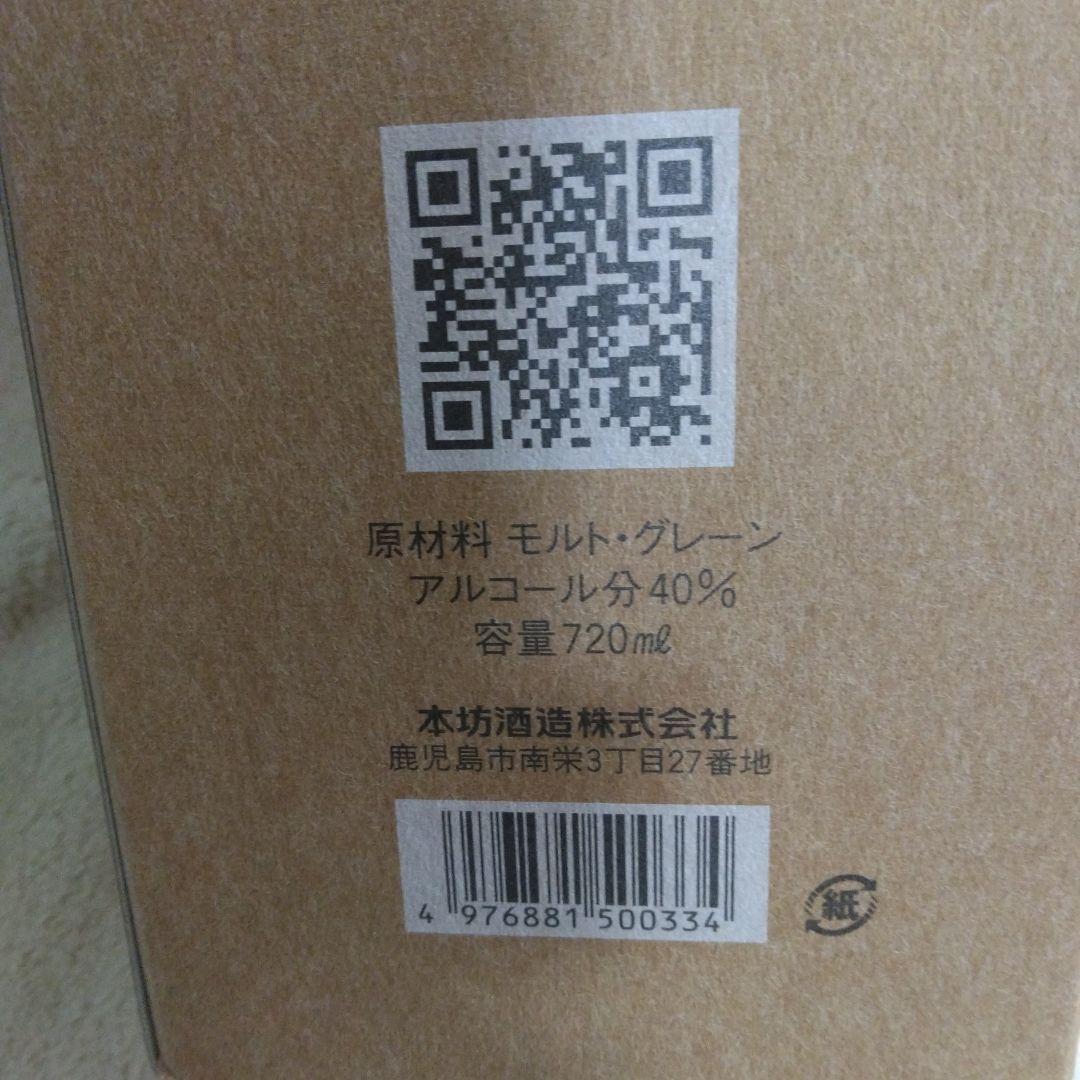 原材料 モルト・グレーン
アルコール分40%
容量720㎖
本坊酒造株式会社
鹿児島市南栄3丁目27番地
4 976881 500334
紙